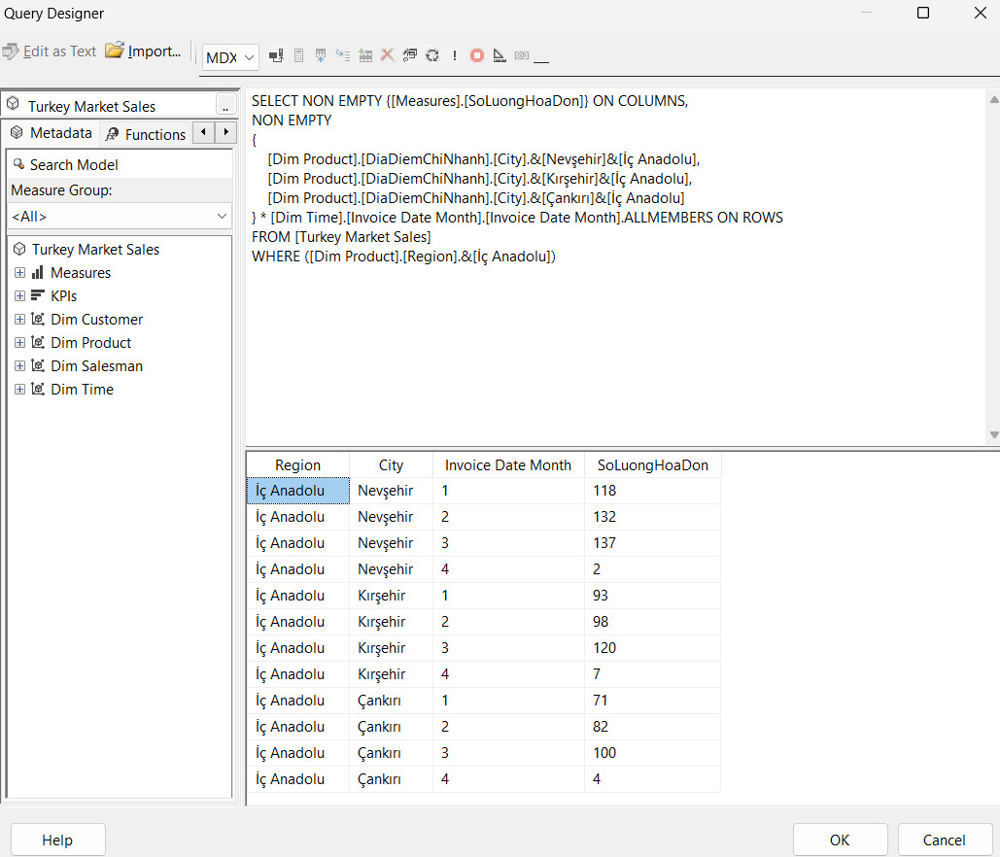 Query Designer
Edit as Text Import... MDX !
Turkey Market Sales ..
Metadata Functions
Search Model
Measure Group:
<All>
Turkey Market Sales
Measures
KPIs
Dim Customer
Dim Product
Dim Salesman
Dim Time
SELECT NON EMPTY {[Measures].[SoLuongHoaDon]} ON COLUMNS,
NON EMPTY
{
[Dim Product].[DiaDiemChiNhanh].[City].&[Nevşehir]&[İç Anadolu],
[Dim Product].[DiaDiemChiNhanh].[City].&[Kırşehir]&[İç Anadolu],
[Dim Product].[DiaDiemChiNhanh].[City].&[Çankırı]&[İç Anadolu]
} * [Dim Time].[Invoice Date Month].[Invoice Date Month].ALLMEMBERS ON ROWS
FROM [Turkey Market Sales]
WHERE ([Dim Product].[Region].&[İç Anadolu])
Region City Invoice Date Month SoLuongHoaDon
İç Anadolu Nevşehir 1 118
İç Anadolu Nevşehir 2 132
İç Anadolu Nevşehir 3 137
İç Anadolu Nevşehir 4 2
İç Anadolu Kırşehir 1 93
İç Anadolu Kırşehir 2 98
İç Anadolu Kırşehir 3 120
İç Anadolu Kırşehir 4 7
İç Anadolu Çankırı 1 71
İç Anadolu Çankırı 2 82
İç Anadolu Çankırı 3 100
İç Anadolu Çankırı 4 4
Help OK Cancel